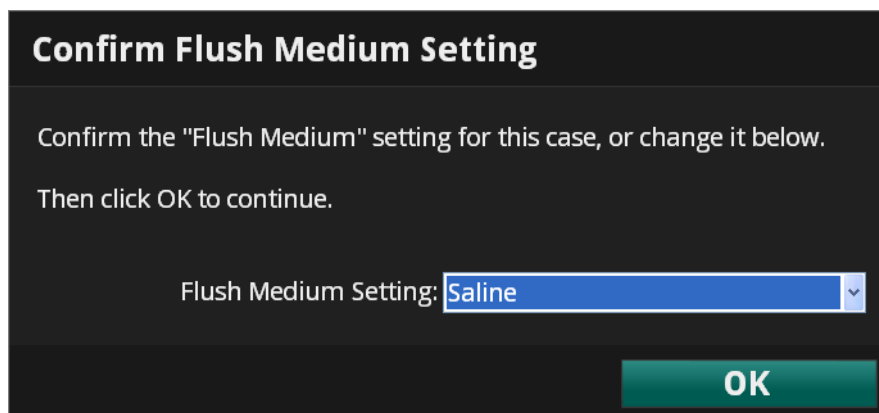 Confirm Flush Medium Setting
Confirm the "Flush Medium" setting for this case, or change it below.
Then click OK to continue.
Flush Medium Setting: Saline
OK